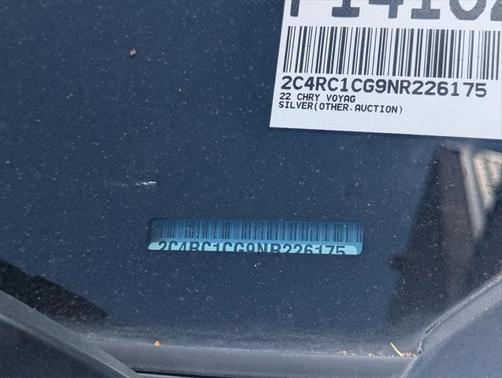 2C4RC1CG9NR226175
22 CHRY VOYAG
SILVER(OTHER.AUCTION)
2C4RC1CG9NR226175